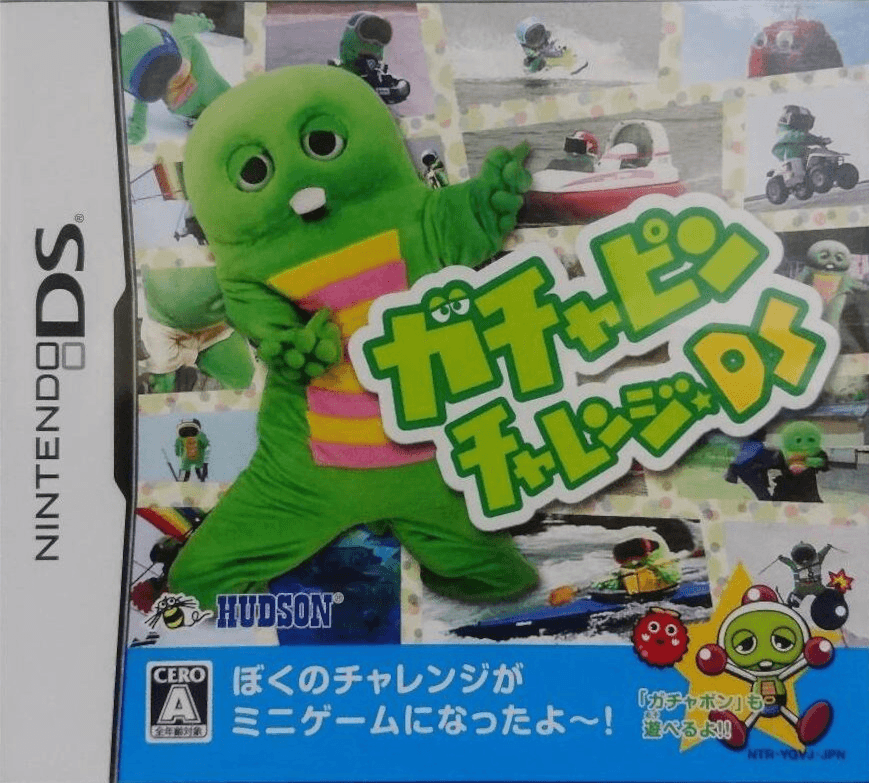 NINTENDO DS®
ガチャピン
チャレンジ★DS
HUDSON®
CERO
A
全年齢対象
ぼくのチャレンジが
ミニゲームになったよ〜!
「ガチャボン」も
遊べるよ!!
NTR-YGVJ-JPN